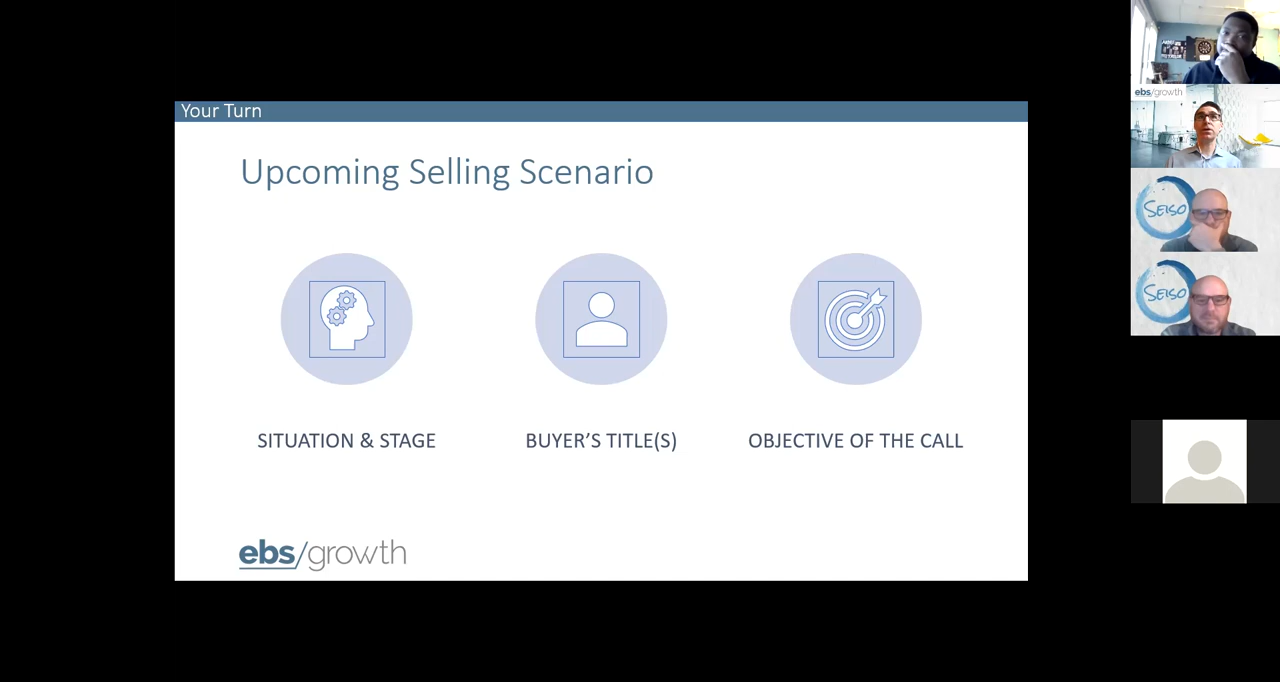 Your Turn
Upcoming Selling Scenario
SITUATION & STAGE
BUYER'S TITLE(S)
OBJECTIVE OF THE CALL
ebs/growth
ebs/growth
SEISO
SEISO